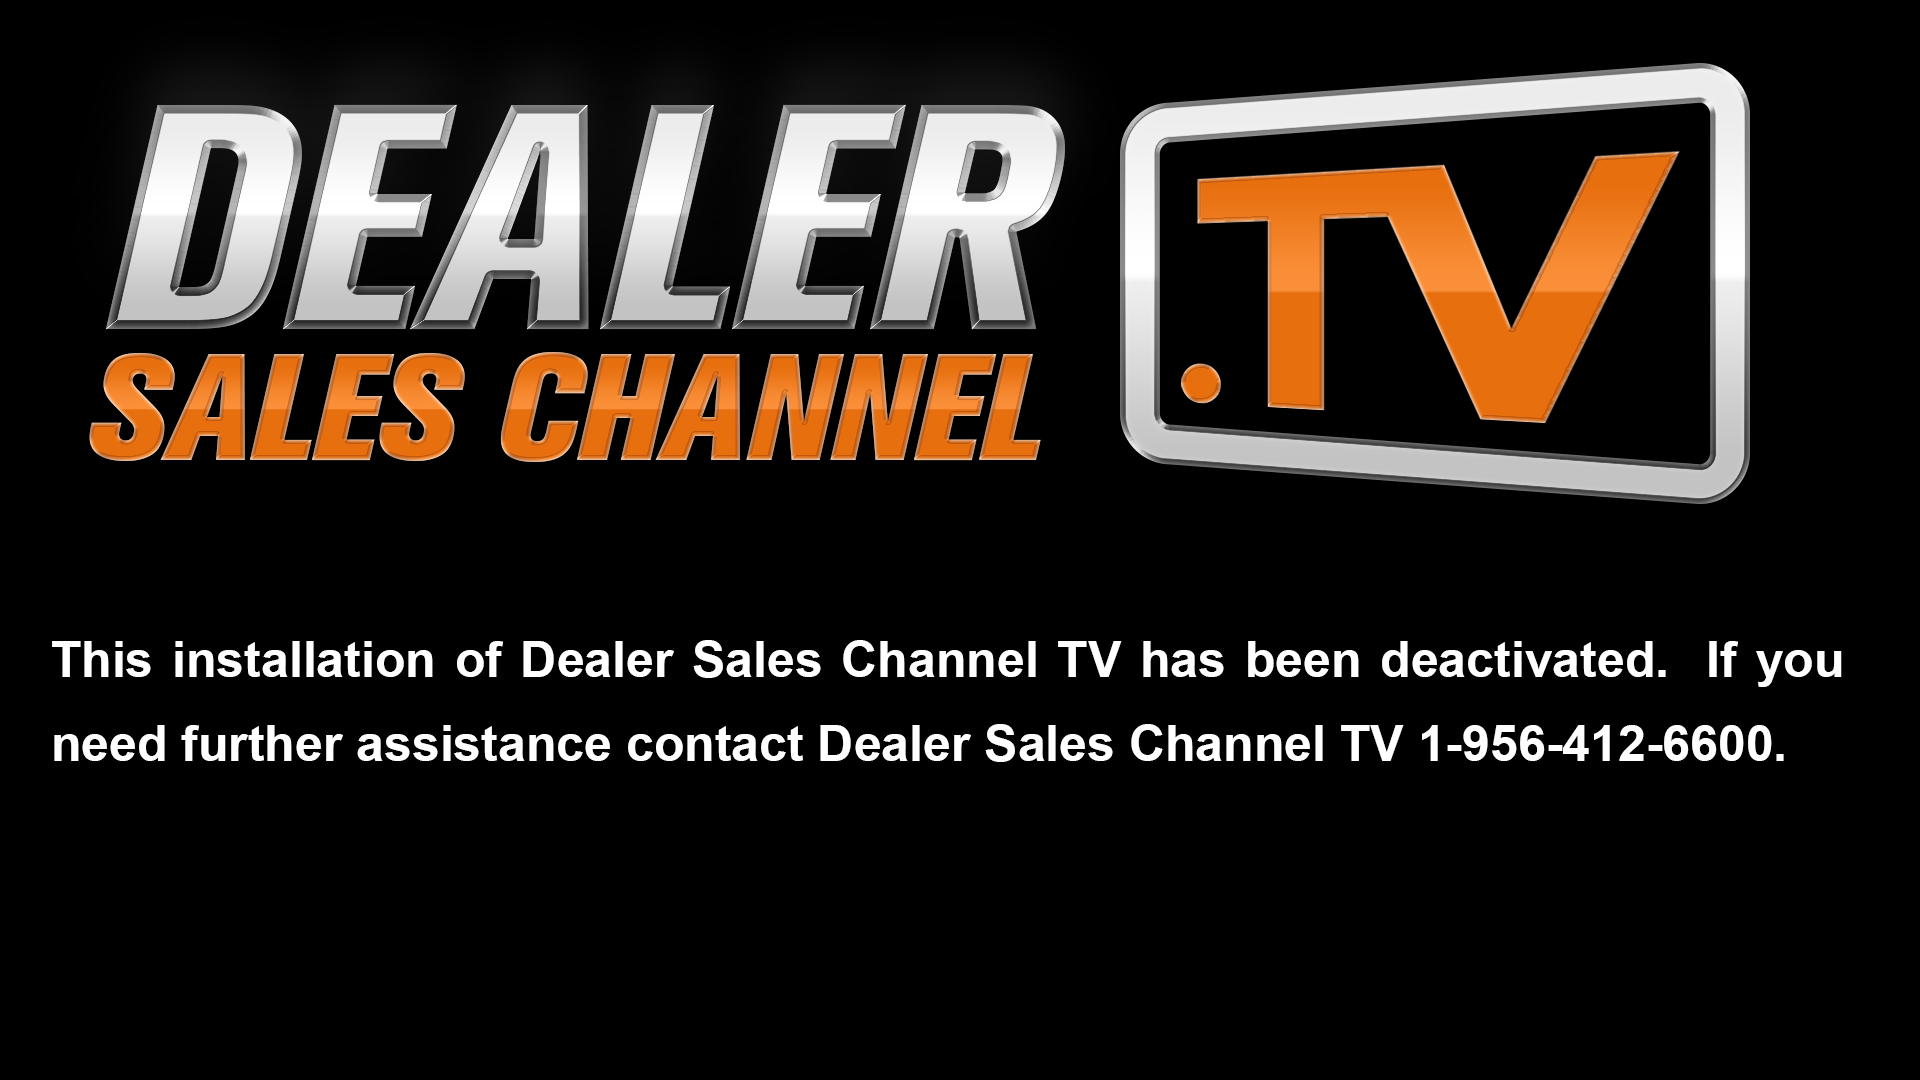 DEALER
SALES CHANNEL
.TV
This installation of Dealer Sales Channel TV has been deactivated.  If you
need further assistance contact Dealer Sales Channel TV 1-956-412-6600.